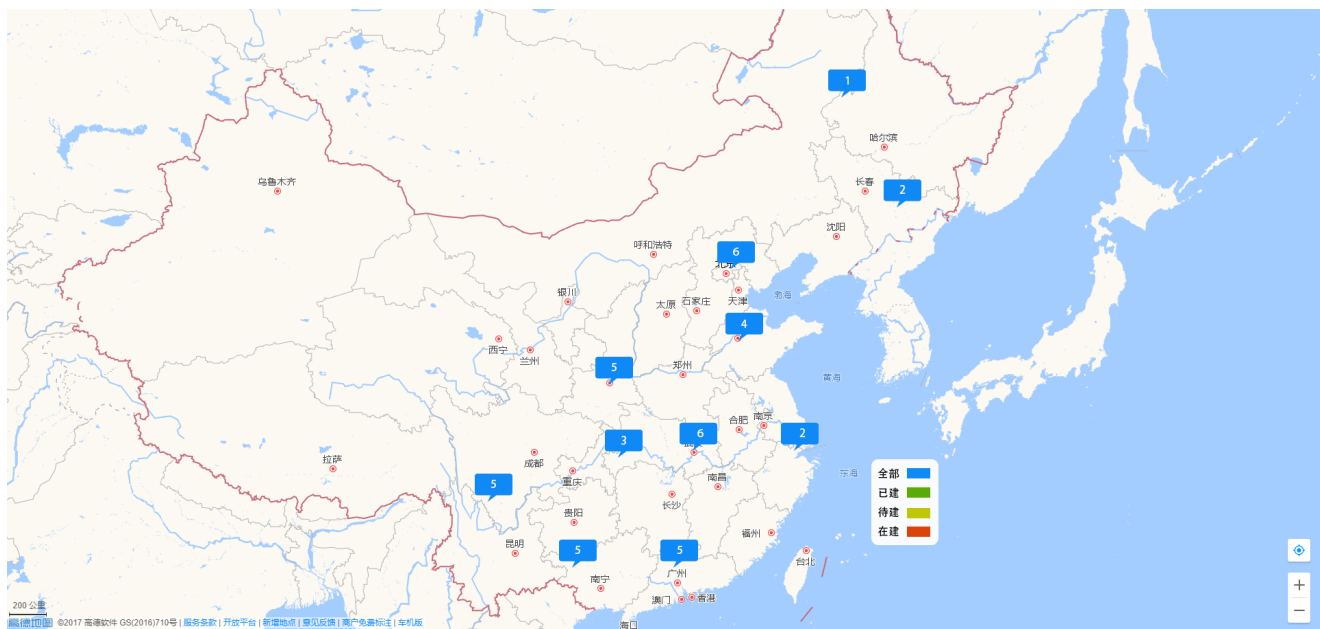 1
哈尔滨
乌鲁木齐
长春
2
沈阳
呼和浩特
6
北京
银川
太原
石家庄
天津
渤海
4
西宁
兰州
5
郑州
黄海
合肥
南京
3
6
2
拉萨
成都
重庆
南昌
东海
5
长沙
贵阳
福州
昆明
5
5
台北
南宁
广州
澳门
香港
海口
全部
已建
待建
在建
+
−
200 公里
高德地图 ©2017 高德软件 GS(2016)710号 | 服务条款 | 开放平台 | 新增地点 | 意见反馈 | 商户免费标注 | 车机版